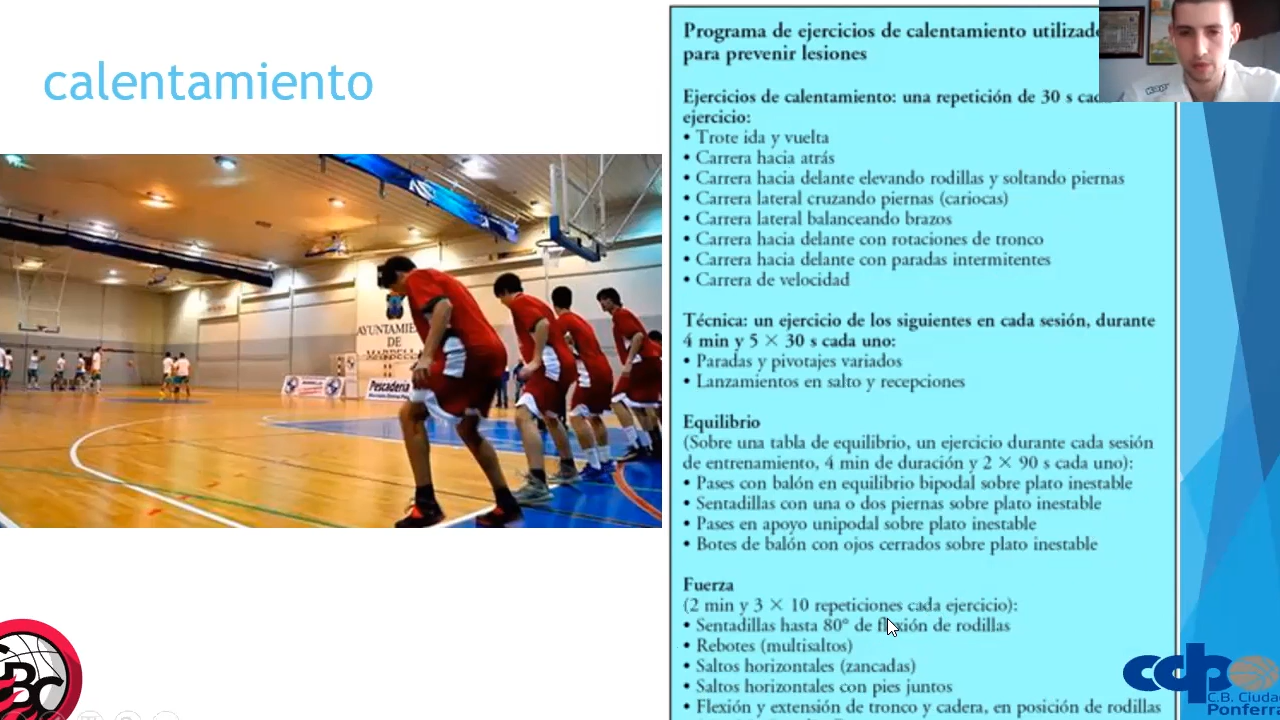 calentamiento
AYUNTAMIE
DE
MARBELLA
Pescadería
Programa de ejercicios de calentamiento utilizado
para prevenir lesiones
Ejercicios de calentamiento: una repetición de 30 s cada
ejercicio:
• Trote ida y vuelta
• Carrera hacia atrás
• Carrera hacia delante elevando rodillas y soltando piernas
• Carrera lateral cruzando piernas (cariocas)
• Carrera lateral balanceando brazos
• Carrera hacia delante con rotaciones de tronco
• Carrera hacia delante con paradas intermitentes
• Carrera de velocidad
Técnica: un ejercicio de los siguientes en cada sesión, durante
4 min y 5 × 30 s cada uno:
• Paradas y pivotajes variados
• Lanzamientos en salto y recepciones
Equilibrio
(Sobre una tabla de equilibrio, un ejercicio durante cada sesión
de entrenamiento, 4 min de duración y 2 × 90 s cada uno):
• Pases con balón en equilibrio bipodal sobre plato inestable
• Sentadillas con una o dos piernas sobre plato inestable
• Pases en apoyo unipodal sobre plato inestable
• Botes de balón con ojos cerrados sobre plato inestable
Fuerza
(2 min y 3 × 10 repeticiones cada ejercicio):
• Sentadillas hasta 80° de flexión de rodillas
• Rebotes (multisaltos)
• Saltos horizontales (zancadas)
• Saltos horizontales con pies juntos
• Flexión y extensión de tronco y cadera, en posición de rodillas
Kappa
CBC
cdp
C.B. Ciuda
Ponferra